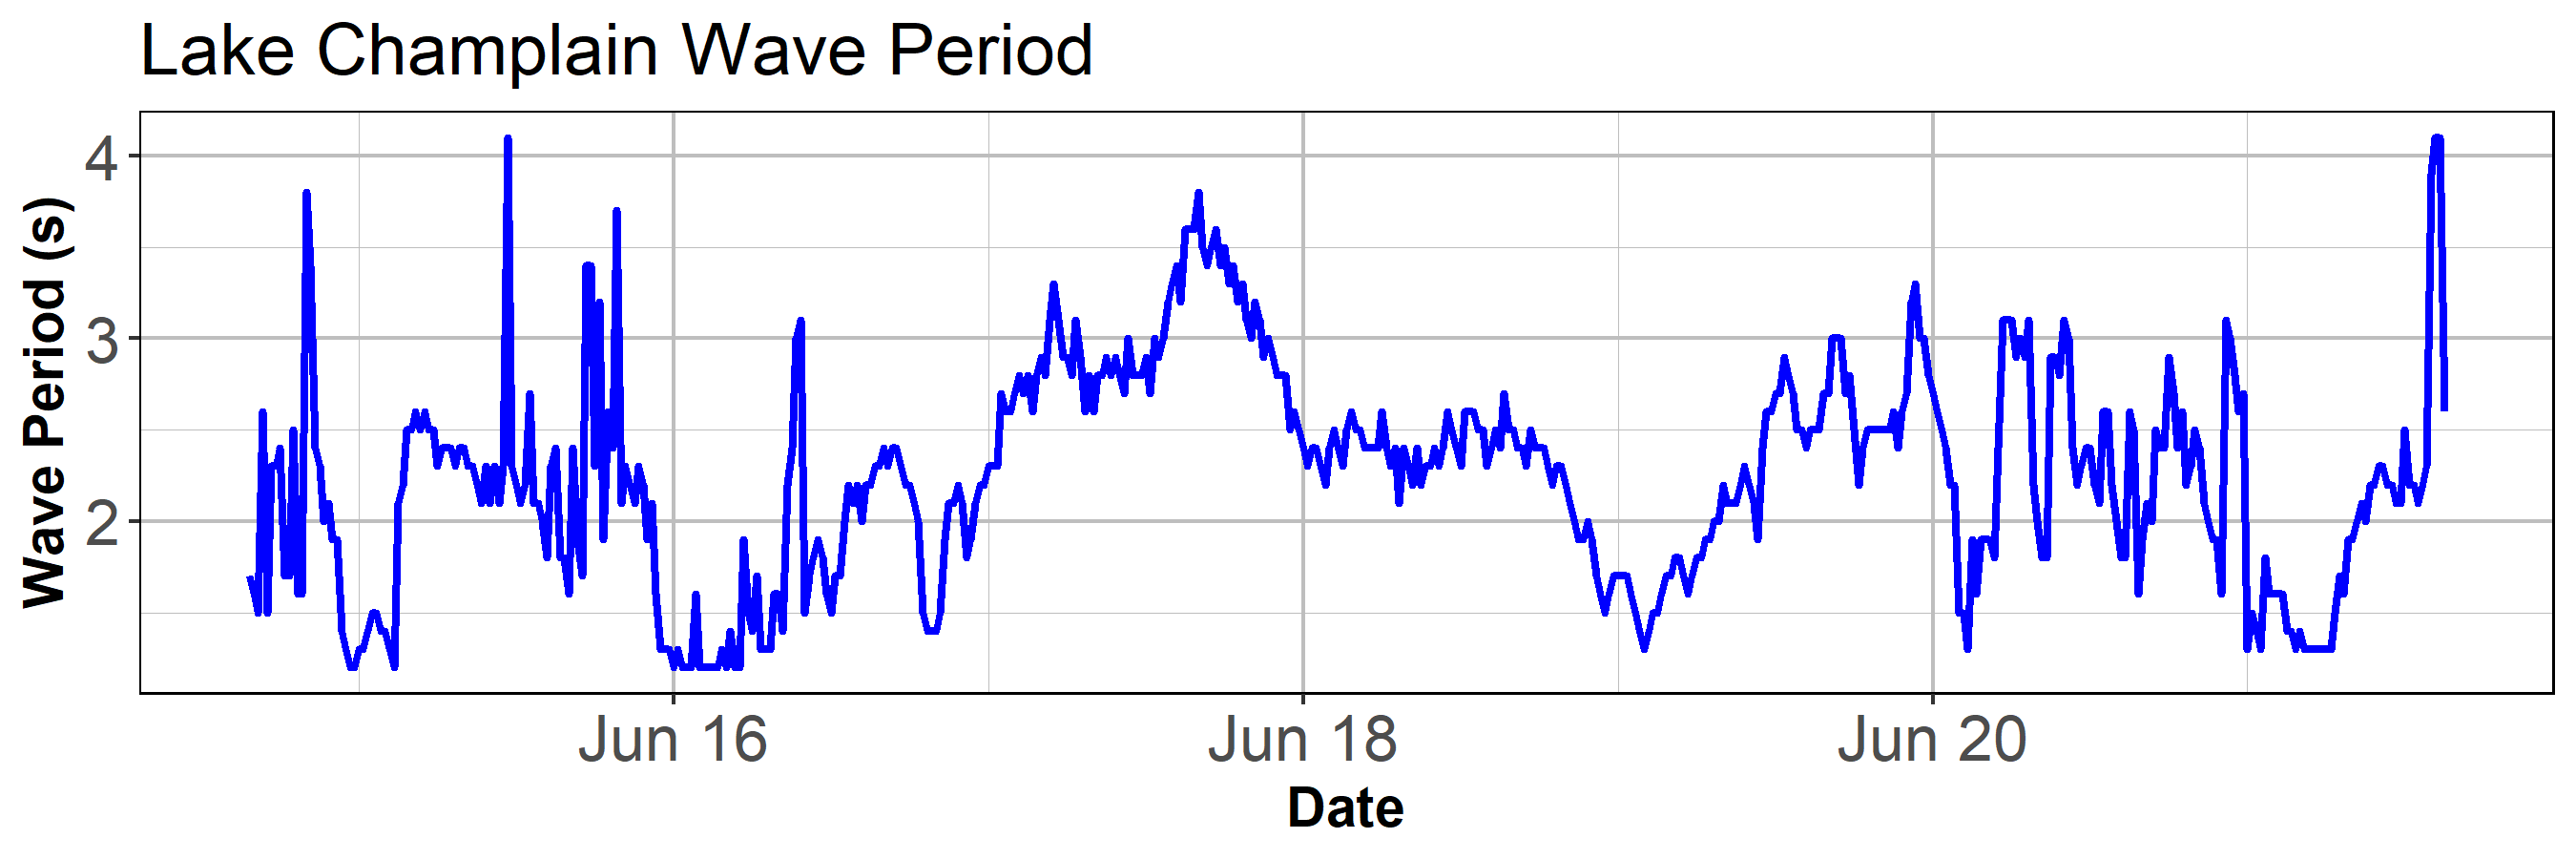 Lake Champlain Wave Period
Wave Period (s)
4
3
2
Jun 16
Jun 18
Jun 20
Date